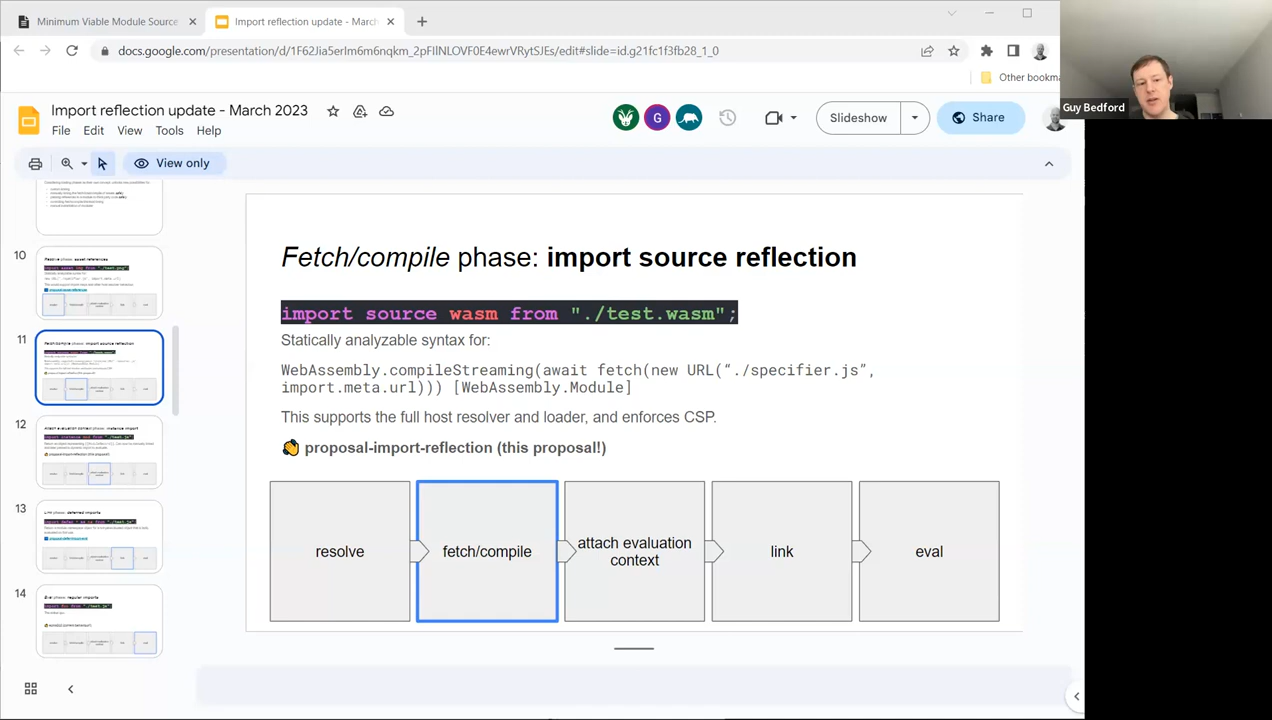 Minimum Viable Module Source
Import reflection update - March
docs.google.com/presentation/d/1F62Jia5erIm6m6nqkm_2pFIlNLOVF0E4ewrVRytSJEs/edit#slide=id.g21fc1f3fb28_1_0
Other bookma
Guy Bedford
Import reflection update - March 2023
File Edit View Tools Help
G
Slideshow
Share
View only
10
11
12
13
14
Fetch/compile phase: import source reflection
import source wasm from "./test.wasm";
Statically analyzable syntax for:
WebAssembly.compileStreaming(await fetch(new URL(“./specifier.js”,
import.meta.url))) [WebAssembly.Module]
This supports the full host resolver and loader, and enforces CSP.
👏 proposal-import-reflection (this proposal!)
resolve
fetch/compile
attach evaluation
context
link
eval